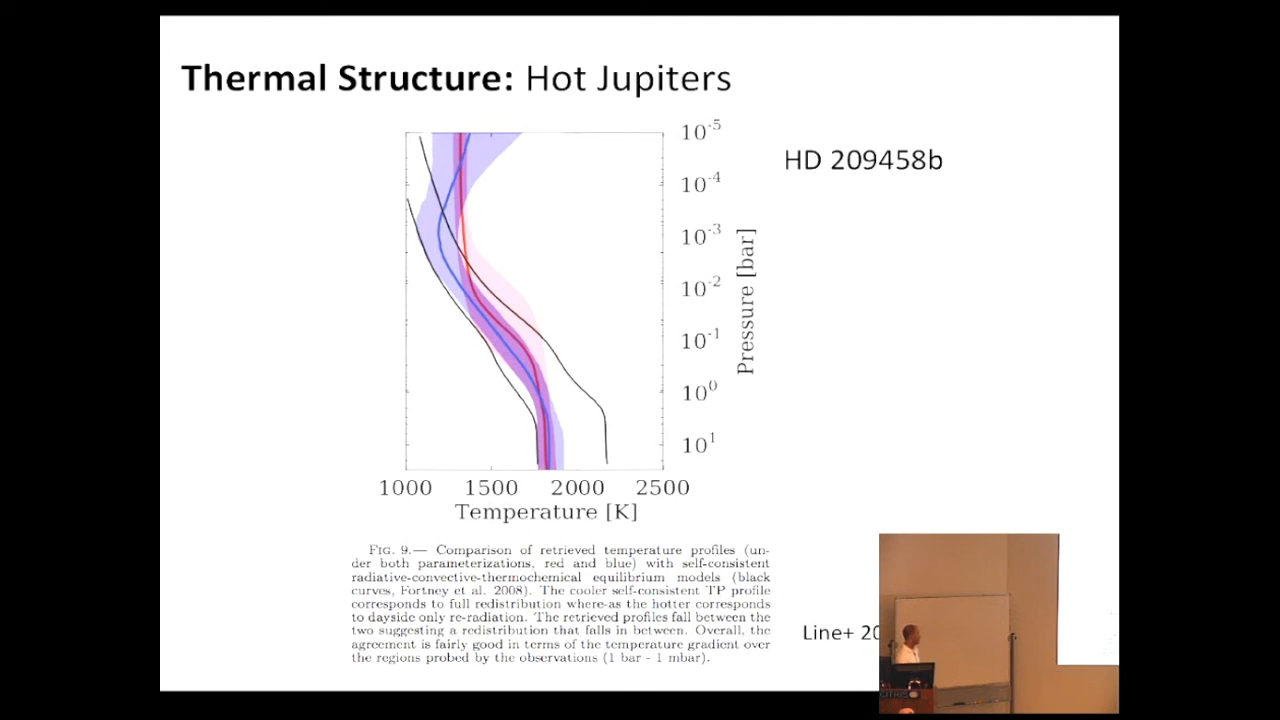 Thermal Structure: Hot Jupiters
HD 209458b
10-5
10-4
10-3
10-2
10-1
100
101
Pressure [bar]
1000 1500 2000 2500
Temperature [K]
FIG. 9.— Comparison of retrieved temperature profiles (un-
der both parameterizations, red and blue) with self-consistent
radiative-convective-thermochemical equilibrium models (black
curves, Fortney et al. 2008). The cooler self-consistent TP profile
corresponds to full redistribution where-as the hotter corresponds
to dayside only re-radiation. The retrieved profiles fall between the
two suggesting a redistribution that falls in between. Overall, the
agreement is fairly good in terms of the temperature gradient over
the regions probed by the observations (1 bar - 1 mbar).
Line+ 20